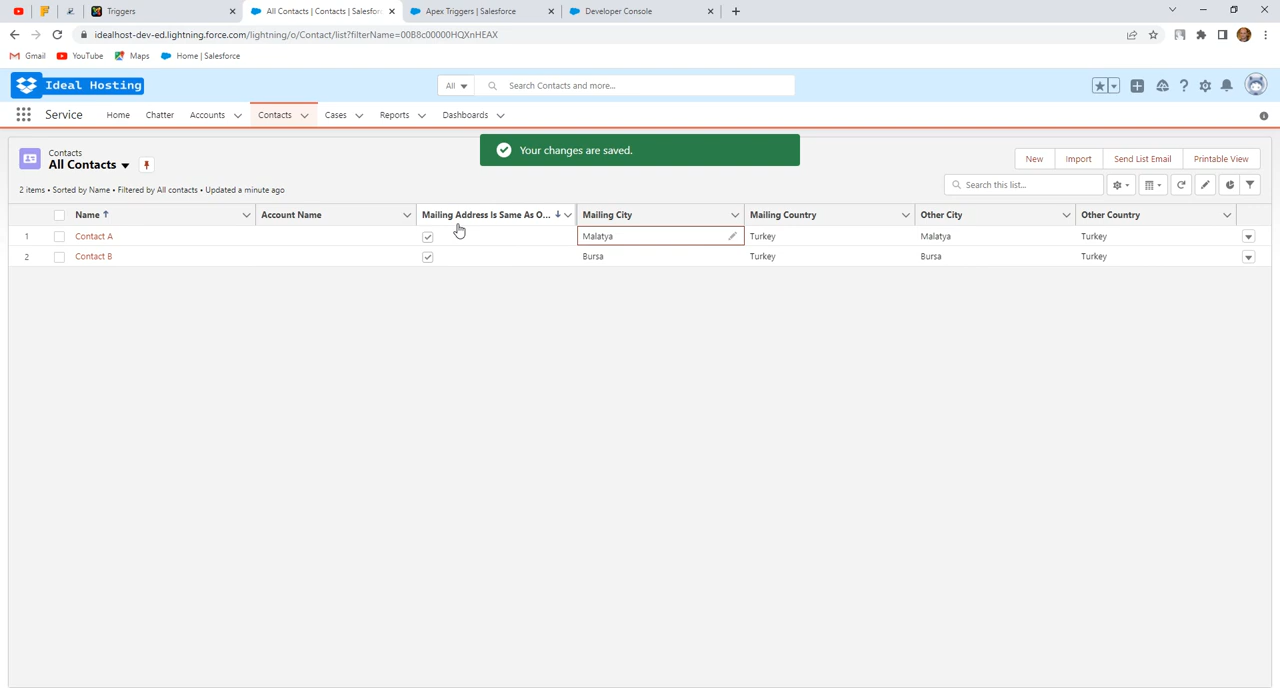 Triggers
All Contacts | Contacts | Salesforc
Apex Triggers | Salesforce
Developer Console
idealhost-dev-ed.lightning.force.com/lightning/o/Contact/list?filterName=00B8c00000HQXnHEAX
Gmail YouTube Maps Home | Salesforce
Ideal Hosting
All
Search Contacts and more...
Service Home Chatter Accounts Contacts Cases Reports Dashboards
Your changes are saved.
Contacts
All Contacts
New Import Send List Email Printable View
2 items • Sorted by Name • Filtered by All contacts • Updated a minute ago
Search this list...
Name Account Name Mailing Address Is Same As O... Mailing City Mailing Country Other City Other Country
1 Contact A Malatya Turkey Malatya Turkey
2 Contact B Bursa Turkey Bursa Turkey